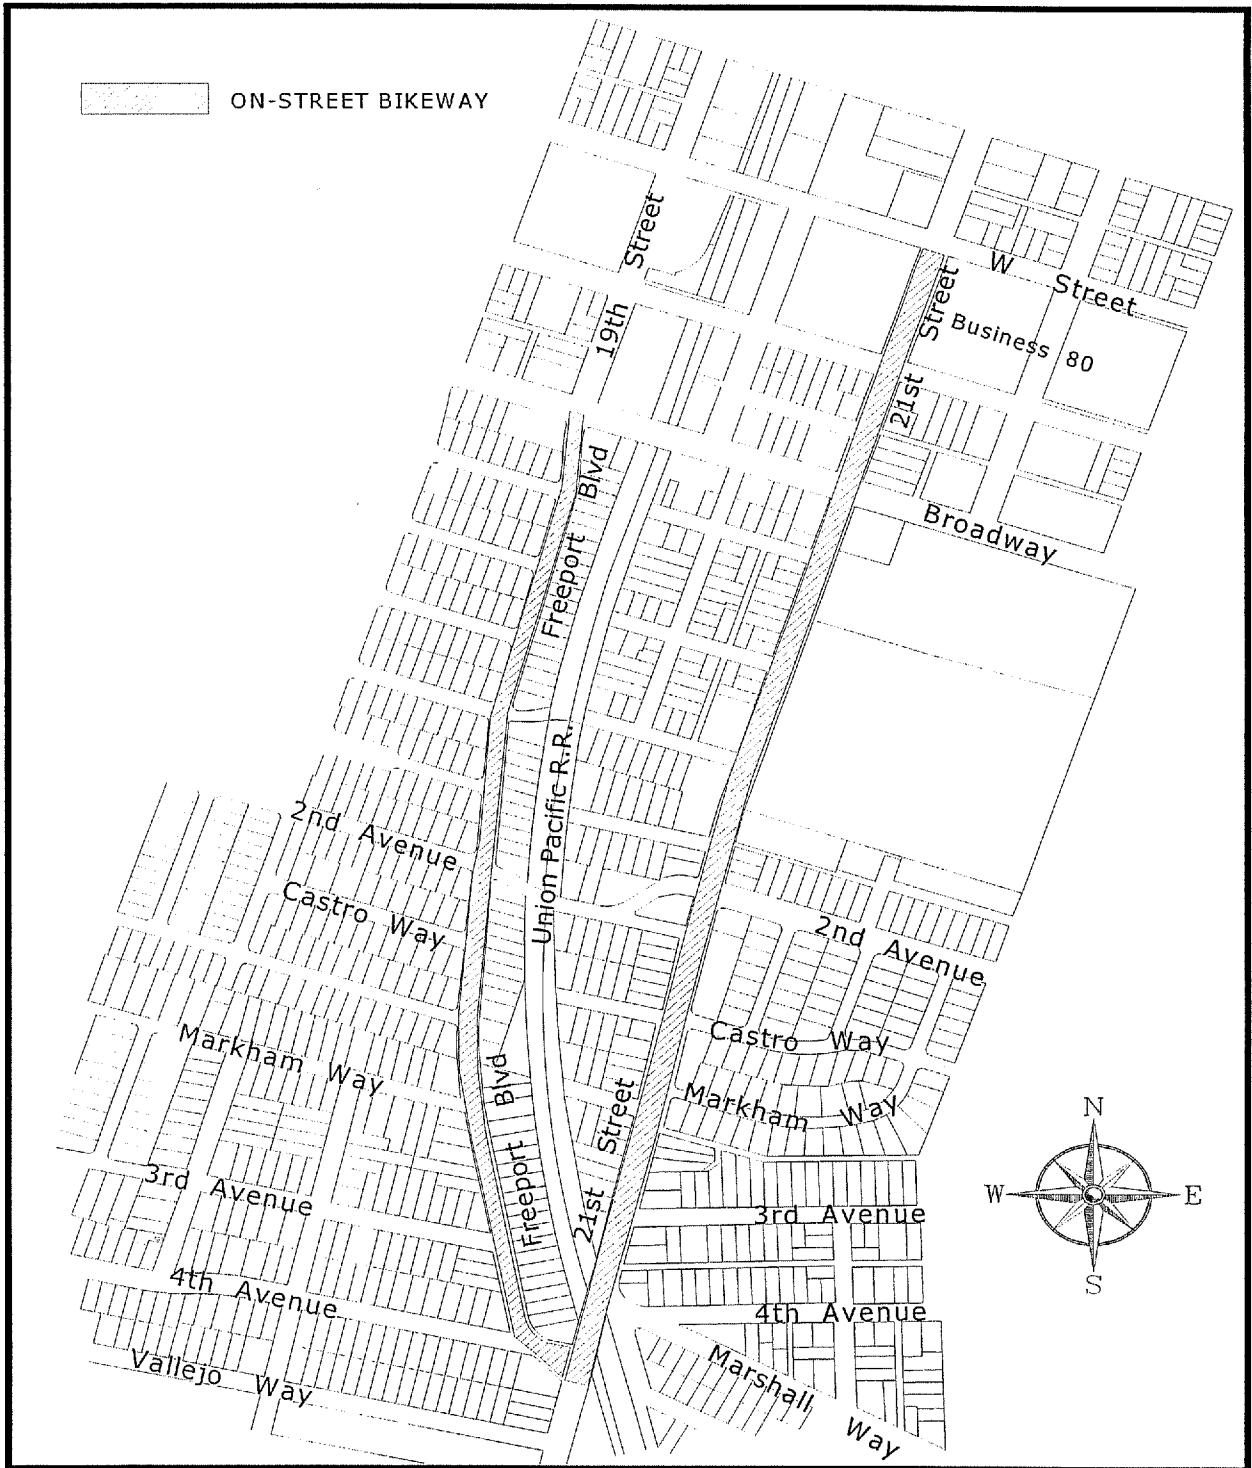 ON-STREET BIKEWAY
19th Street
W Street
Business 80
21st Street
Broadway
Freeport Blvd
Union Pacific R.R.
2nd Avenue
Castro Way
2nd Avenue
Castro Way
Markham Way
Markham Way
Freeport Blvd
21st Street
3rd Avenue
3rd Avenue
4th Avenue
4th Avenue
Vallejo Way
Marshall Way
N
W
E
S